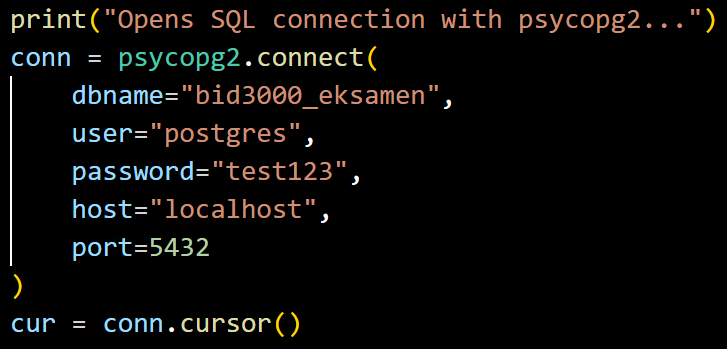 print("Opens SQL connection with psycopg2...")
conn = psycopg2.connect(
    dbname="bid3000_eksamen",
    user="postgres",
    password="test123",
    host="localhost",
    port=5432
)
cur = conn.cursor()